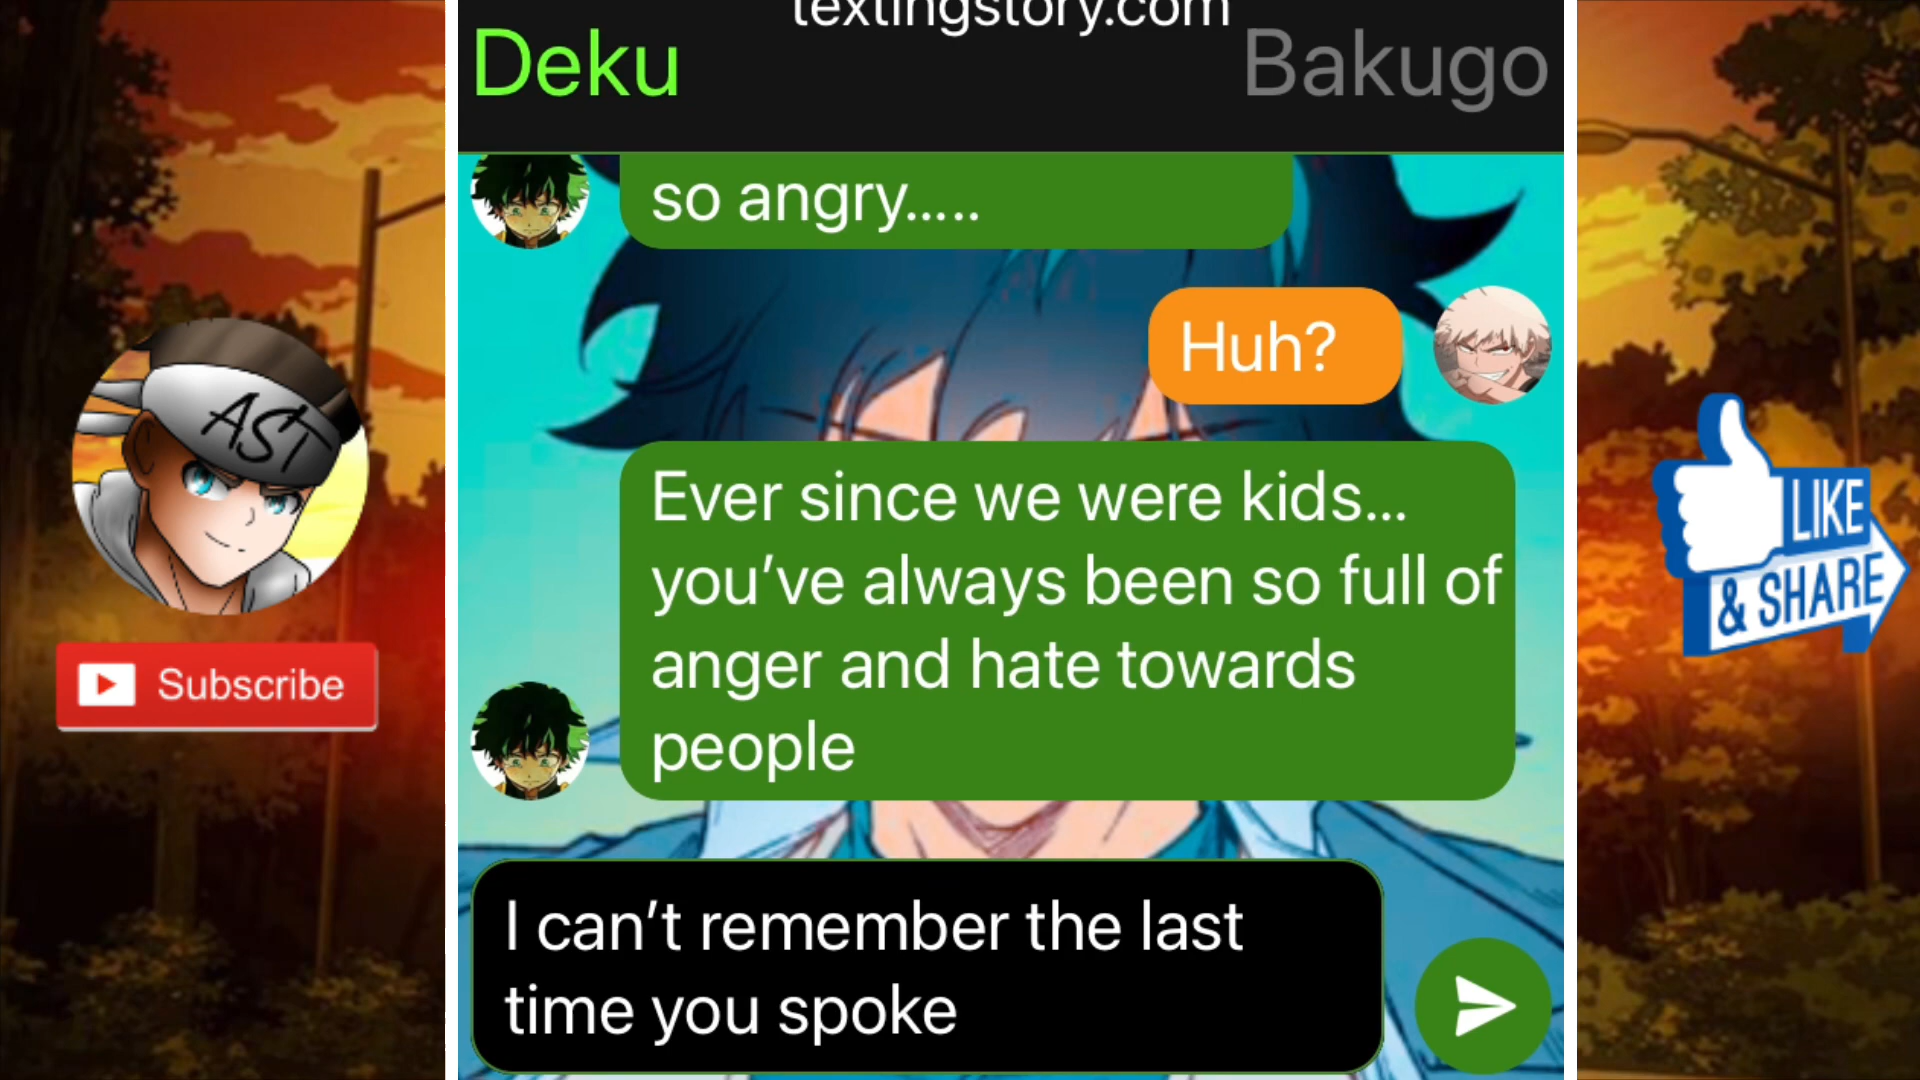 textingstory.com
Deku
Bakugo
so angry.....
Huh?
Ever since we were kids...
you’ve always been so full of
anger and hate towards
people
I can’t remember the last
time you spoke
AST
Subscribe
LIKE
& SHARE